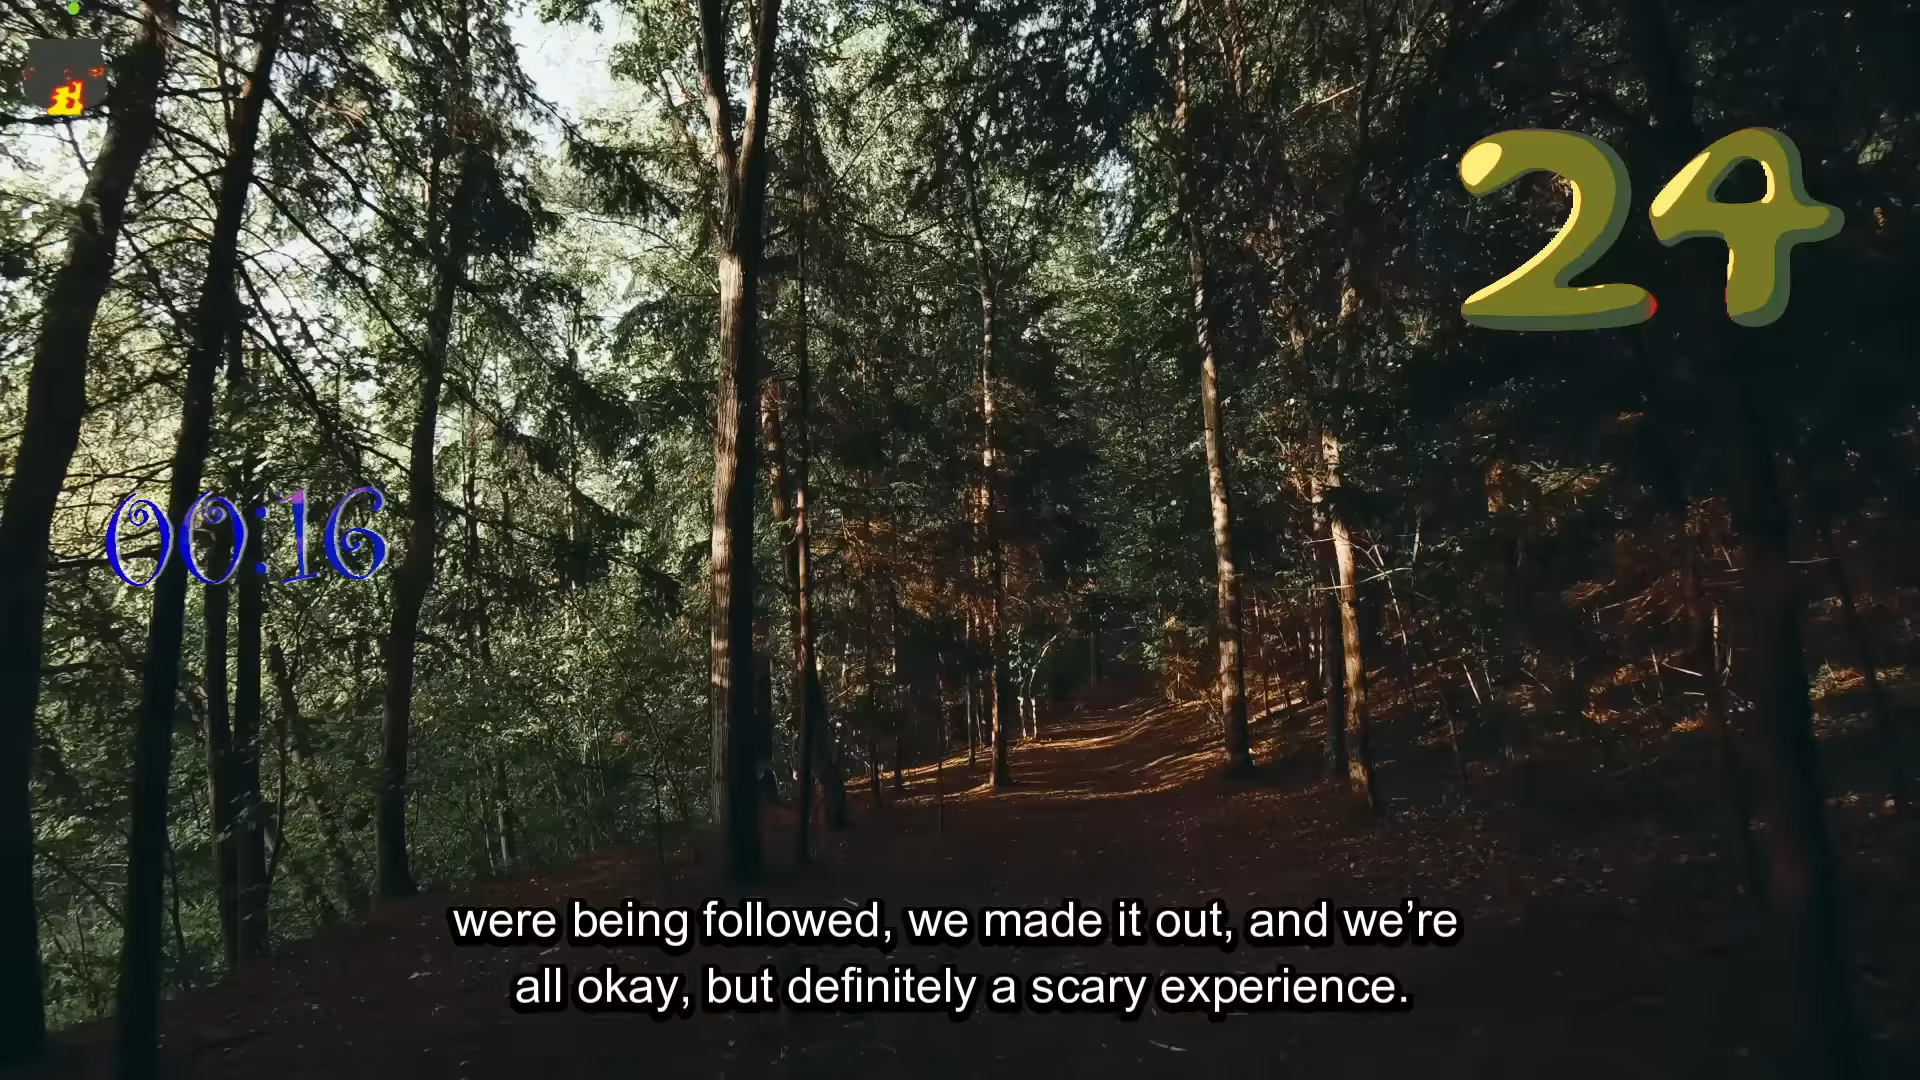 24
00:16
were being followed, we made it out, and we’re
all okay, but definitely a scary experience.